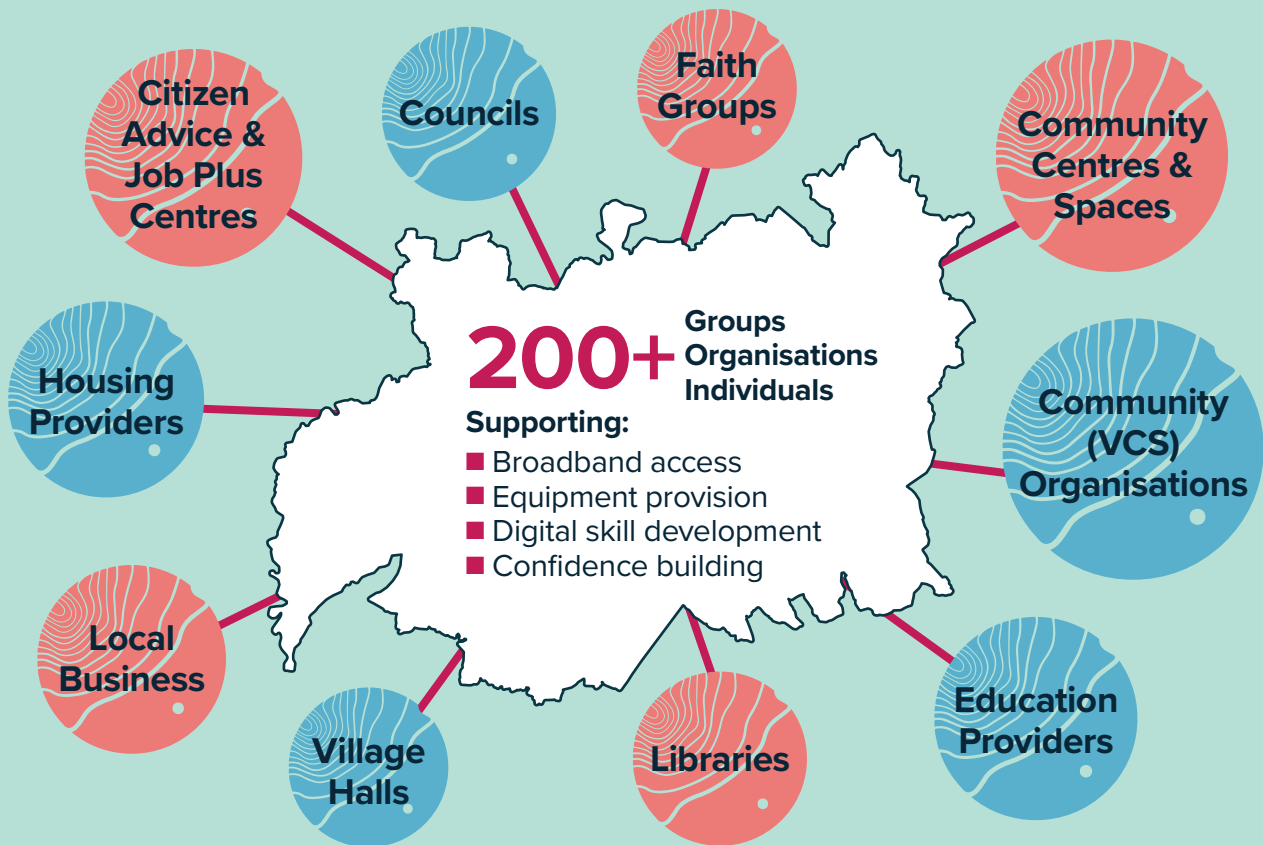 Citizen
Advice &
Job Plus
Centres
Councils
Faith
Groups
Community
Centres &
Spaces
Housing
Providers
200+
Groups
Organisations
Individuals
Supporting:
Broadband access
Equipment provision
Digital skill development
Confidence building
Community
(VCS)
Organisations
Local
Business
Village
Halls
Libraries
Education
Providers